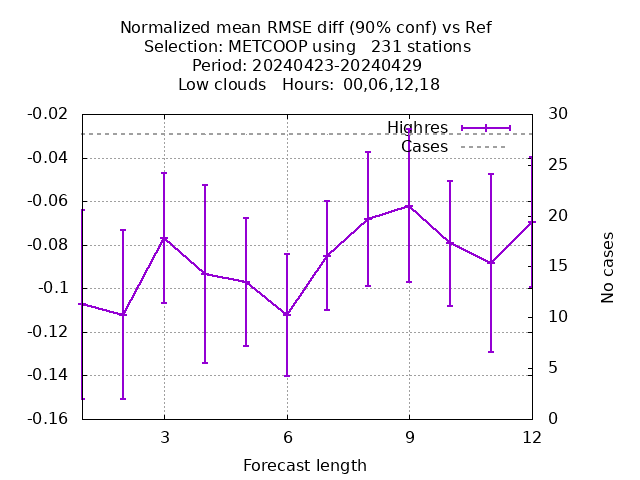 Normalized mean RMSE diff (90% conf) vs Ref
Selection: METCOOP using   231 stations
Period: 20240423-20240429
Low clouds   Hours:  00,06,12,18
Highres
Cases
-0.02
-0.04
-0.06
-0.08
-0.1
-0.12
-0.14
-0.16
30
25
20
15
10
5
0
No cases
3 6 9 12
Forecast length